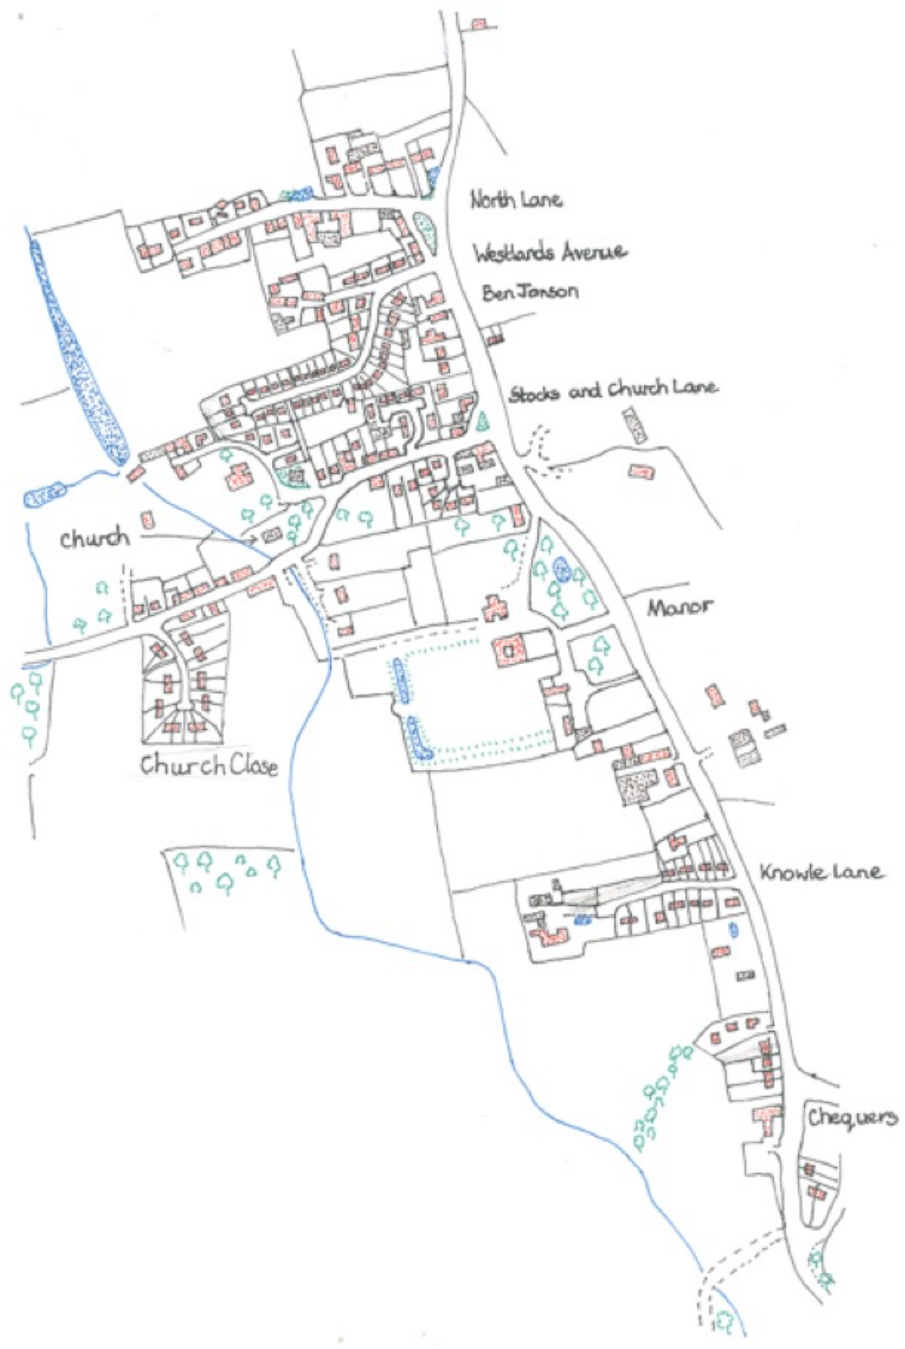 North Lane
Westlands Avenue
Ben Jonson
Stocks and Church Lane
Church
Manor
Church Close
Knowle Lane
Chequers